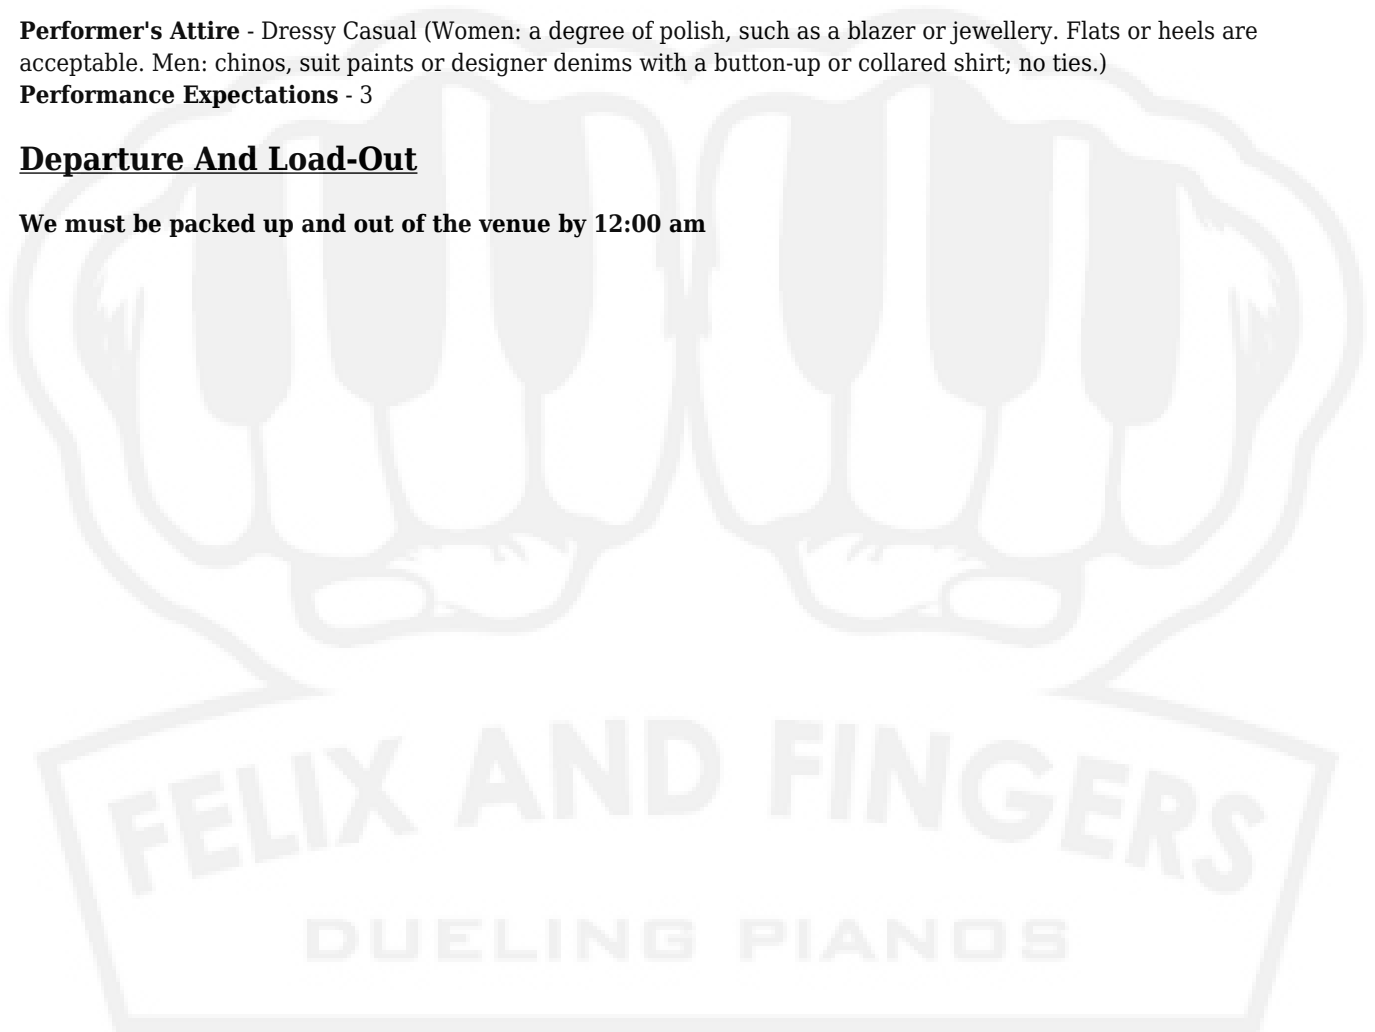 Performer's Attire - Dressy Casual (Women: a degree of polish, such as a blazer or jewellery. Flats or heels are
acceptable. Men: chinos, suit paints or designer denims with a button-up or collared shirt; no ties.)
Performance Expectations - 3
Departure And Load-Out
We must be packed up and out of the venue by 12:00 am
FELIX AND FINGERS
DUELING PIANOS